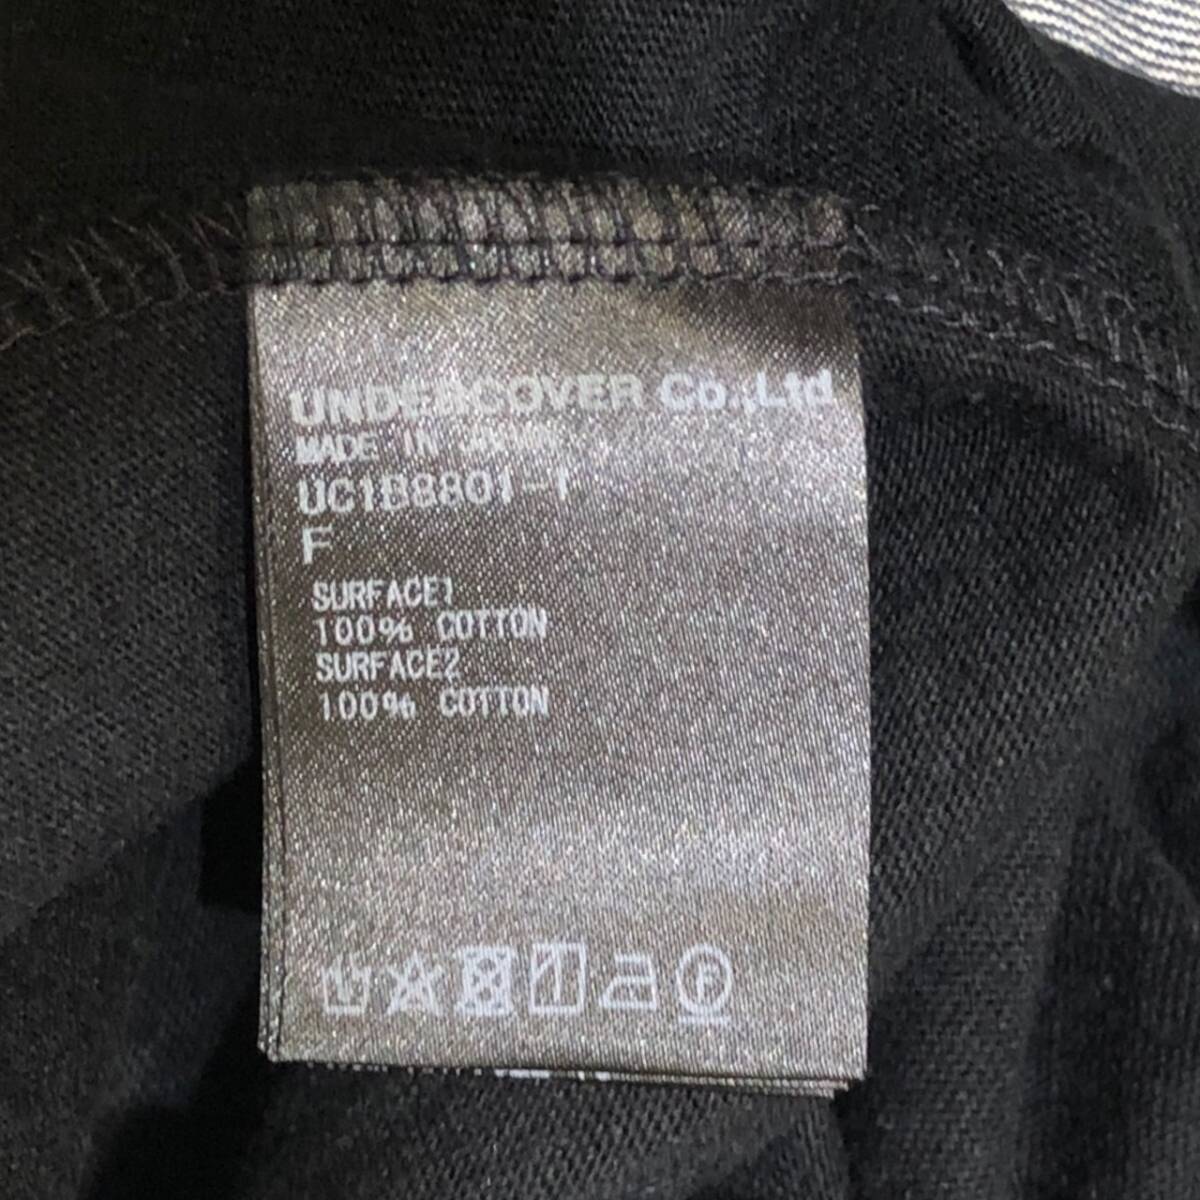 UNDERCOVER Co.,Ltd
MADE IN JAPAN
UC1B8801-1
F
SURFACE1
100% COTTON
SURFACE2
100% COTTON
F